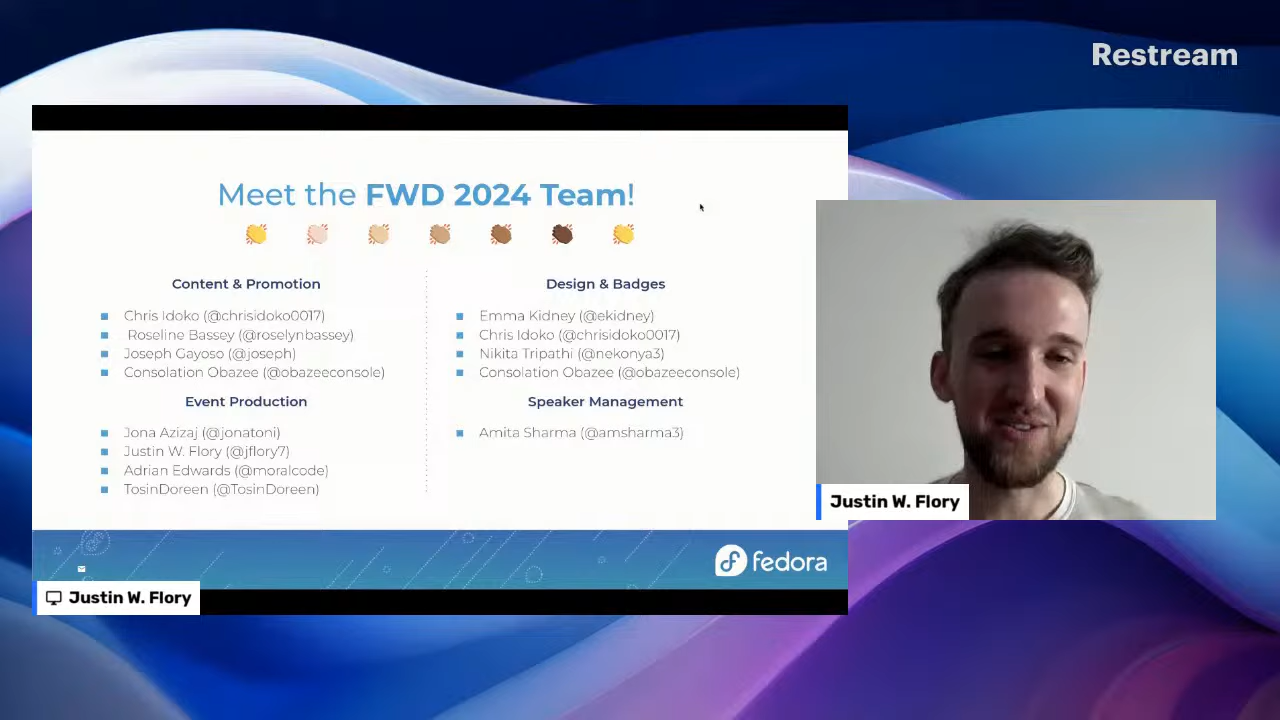 Restream
Meet the FWD 2024 Team!
Content & Promotion
Chris Idoko (@chrisidoko0017)
Roseline Bassey (@roselynbassey)
Joseph Gayoso (@joseph)
Consolation Obazee (@obazeeconsole)
Event Production
Jona Azizaj (@jonatoni)
Justin W. Flory (@jflory7)
Adrian Edwards (@moralcode)
TosinDoreen (@TosinDoreen)
Design & Badges
Emma Kidney (@ekidney)
Chris Idoko (@chrisidoko0017)
Nikita Tripathi (@nekonya3)
Consolation Obazee (@obazeeconsole)
Speaker Management
Amita Sharma (@amsharma3)
fedora
Justin W. Flory
Justin W. Flory